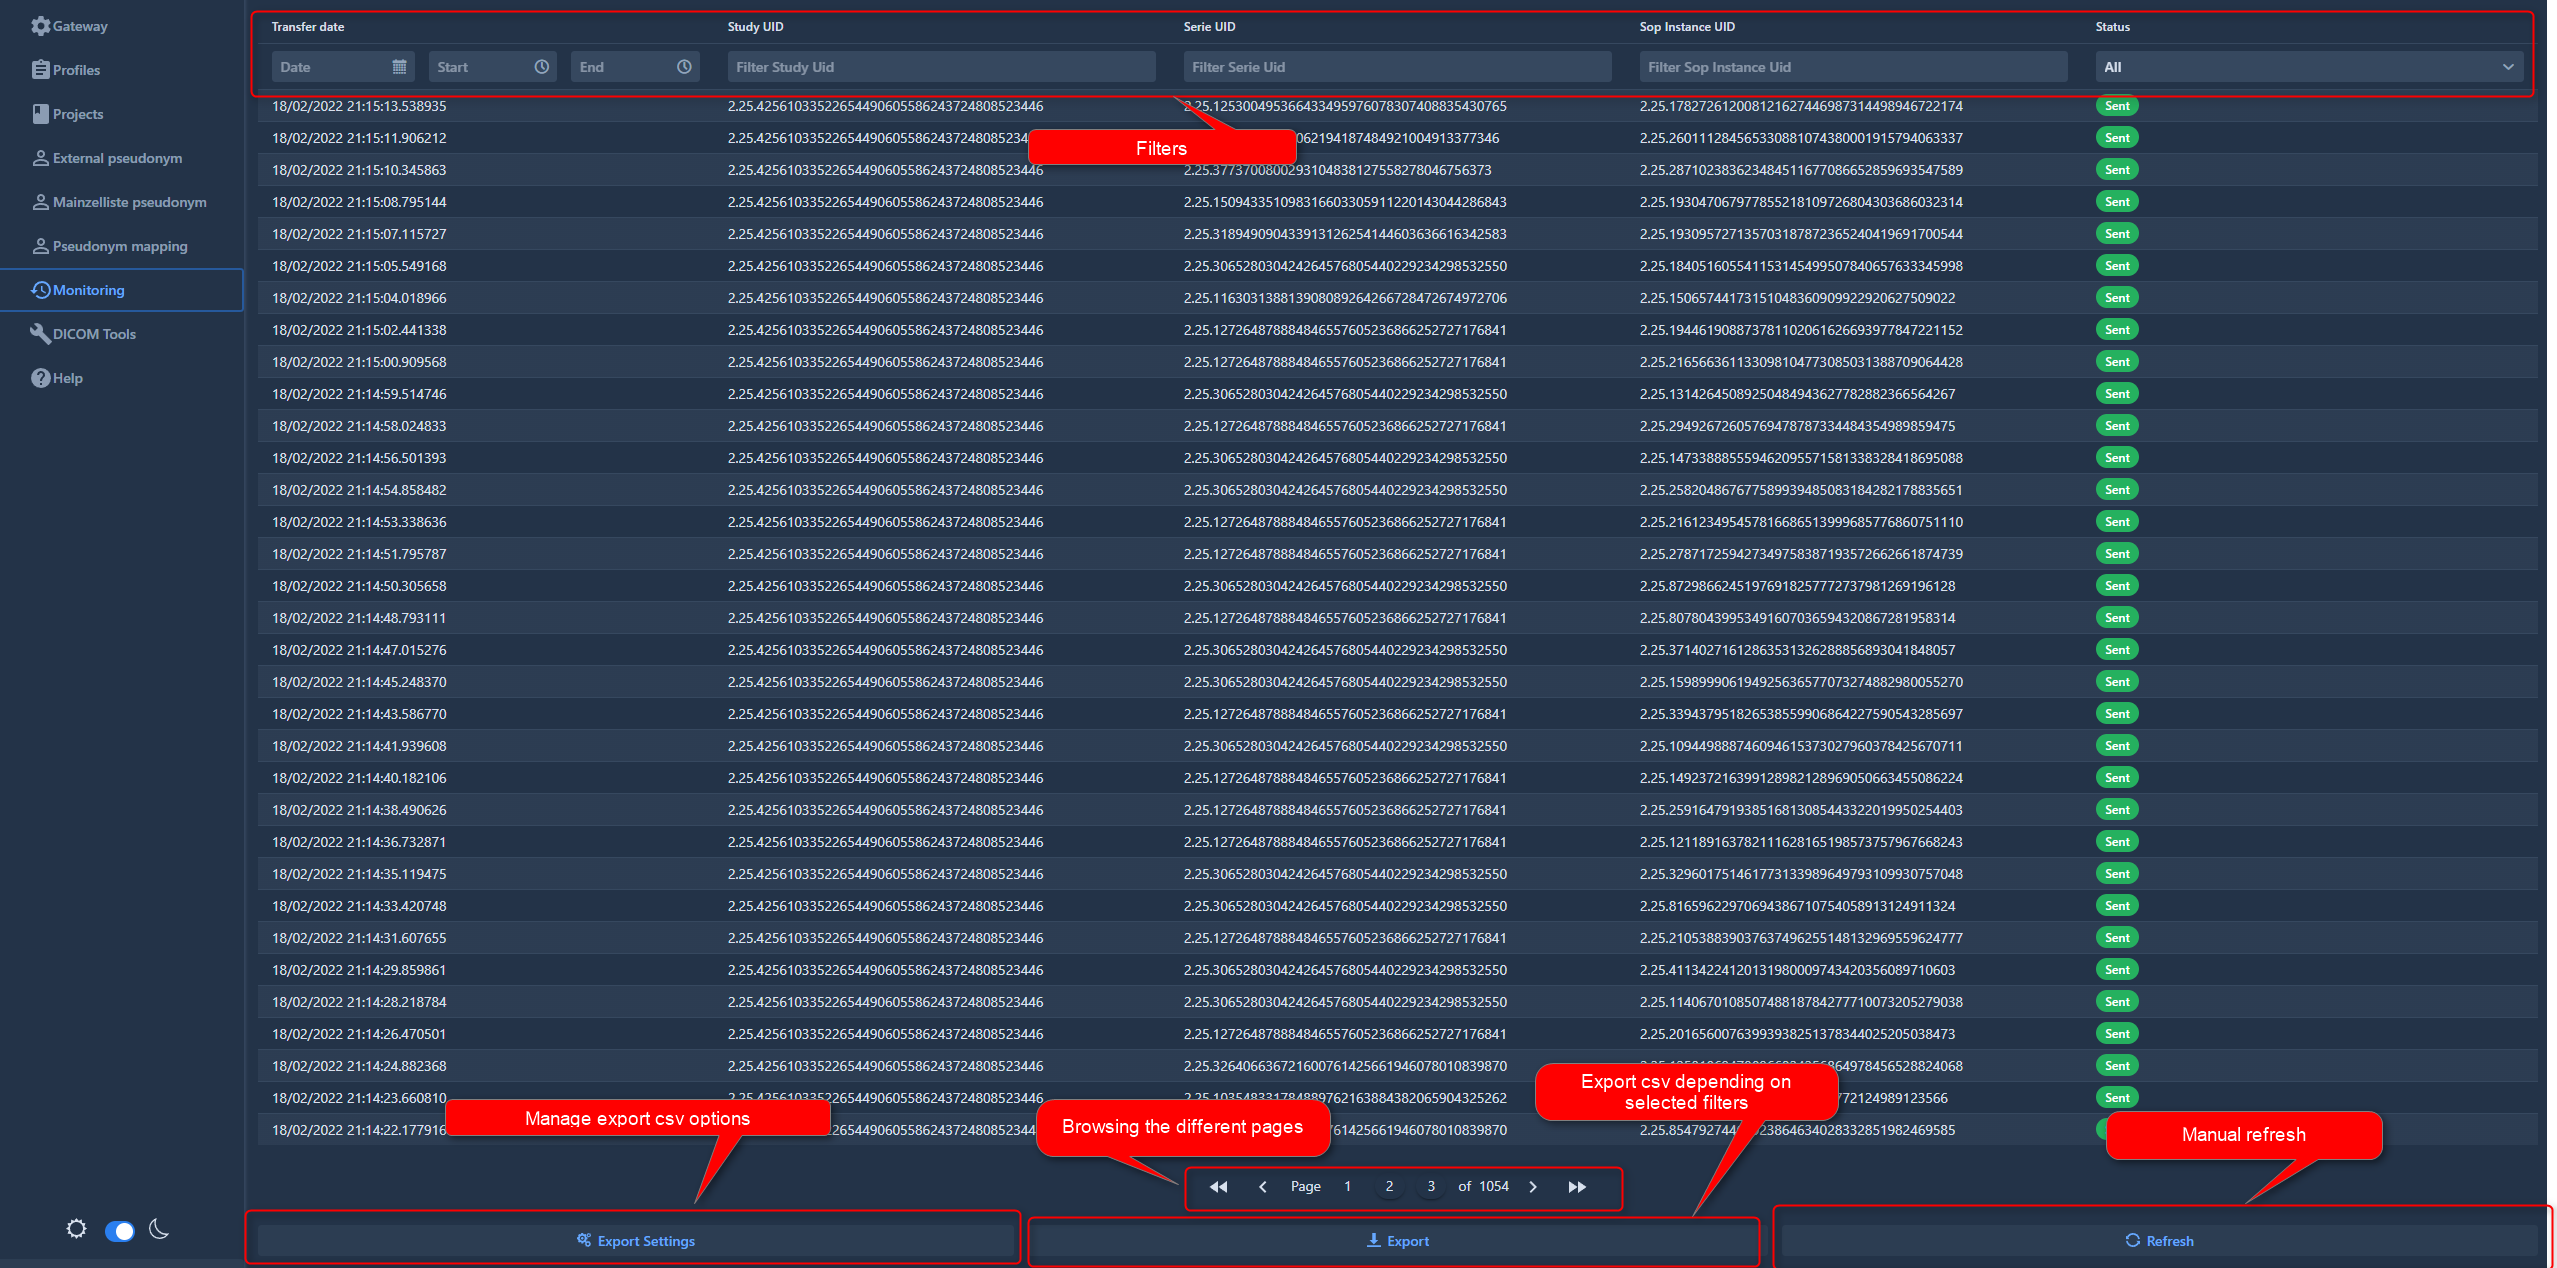 Gateway
Profiles
Projects
External pseudonym
Mainzelliste pseudonym
Pseudonym mapping
Monitoring
DICOM Tools
Help
Transfer date Study UID Serie UID Sop Instance UID Status
Date Start End Filter Study Uid Filter Serie Uid Filter Sop Instance Uid All
Filters
18/02/2022 21:15:13.538935 2.25.42561033522654490605586243724808523446 2.25.125300495366433495976078307408835430765 2.25.178272612008121627446987314498946722174 Sent
18/02/2022 21:15:11.906212 2.25.260111284565330881074380001915794063337 Sent
18/02/2022 21:15:10.345863 2.25.42561033522654490605586243724808523446 2.25.37737008002931048381275582780467​56373 2.25.287102383623484511677086652859693547589 Sent
18/02/2022 21:15:08.795144 2.25.42561033522654490605586243724808523446 2.25.150943351098316603305911220143044286843 2.25.193047067977855218109726804303686032314 Sent
18/02/2022 21:15:07.115727 2.25.42561033522654490605586243724808523446 2.25.318949090433913126254144603636616342583 2.25.193095727135703187872365240419691700544 Sent
18/02/2022 21:15:05.549168 2.25.42561033522654490605586243724808523446 2.25.306528030424264576805440229234298532550 2.25.184051605541153145499507840657633345998 Sent
18/02/2022 21:15:04.018966 2.25.42561033522654490605586243724808523446 2.25.116303138813908089264266728472674972706 2.25.15065744173151048360909922920627509022 Sent
18/02/2022 21:15:02.441338 2.25.42561033522654490605586243724808523446 2.25.127264878884846557605236866252727176841 2.25.194461908873781102061626693977847221152 Sent
18/02/2022 21:15:00.909568 2.25.42561033522654490605586243724808523446 2.25.127264878884846557605236866252727176841 2.25.216566361133098104773085031388709064428 Sent
18/02/2022 21:14:59.514746 2.25.42561033522654490605586243724808523446 2.25.306528030424264576805440229234298532550 2.25.13142645089250484943627782882366564267 Sent
18/02/2022 21:14:58.024833 2.25.42561033522654490605586243724808523446 2.25.127264878884846557605236866252727176841 2.25.29492672605769478787334484354989859475 Sent
18/02/2022 21:14:56.501393 2.25.42561033522654490605586243724808523446 2.25.306528030424264576805440229234298532550 2.25.147338885559462095571581338328418695088 Sent
18/02/2022 21:14:54.858482 2.25.42561033522654490605586243724808523446 2.25.306528030424264576805440229234298532550 2.25.258204867677589939485083184282178835651 Sent
18/02/2022 21:14:53.338636 2.25.42561033522654490605586243724808523446 2.25.127264878884846557605236866252727176841 2.25.216123495457816686513999685776860751110 Sent
18/02/2022 21:14:51.795787 2.25.42561033522654490605586243724808523446 2.25.127264878884846557605236866252727176841 2.25.278717259427349758387193572662661874739 Sent
18/02/2022 21:14:50.305658 2.25.42561033522654490605586243724808523446 2.25.306528030424264576805440229234298532550 2.25.87298662451976918257772737981269196128 Sent
18/02/2022 21:14:48.793111 2.25.42561033522654490605586243724808523446 2.25.127264878884846557605236866252727176841 2.25.80780439953491607036594320867281958314 Sent
18/02/2022 21:14:47.015276 2.25.42561033522654490605586243724808523446 2.25.306528030424264576805440229234298532550 2.25.37140271612863531326288856893041848057 Sent
18/02/2022 21:14:45.248370 2.25.42561033522654490605586243724808523446 2.25.306528030424264576805440229234298532550 2.25.159899906194925636577073274882980055270 Sent
18/02/2022 21:14:43.586770 2.25.42561033522654490605586243724808523446 2.25.127264878884846557605236866252727176841 2.25.339437951826538559906864227590543285697 Sent
18/02/2022 21:14:41.939608 2.25.42561033522654490605586243724808523446 2.25.306528030424264576805440229234298532550 2.25.109449888746094615373027960378425670711 Sent
18/02/2022 21:14:40.182106 2.25.42561033522654490605586243724808523446 2.25.127264878884846557605236866252727176841 2.25.149237216399128982128969050663455086224 Sent
18/02/2022 21:14:38.490626 2.25.42561033522654490605586243724808523446 2.25.127264878884846557605236866252727176841 2.25.259164791938516813085443322019950254403 Sent
18/02/2022 21:14:36.732871 2.25.42561033522654490605586243724808523446 2.25.127264878884846557605236866252727176841 2.25.121189163782111628165198573757967668243 Sent
18/02/2022 21:14:35.119475 2.25.42561033522654490605586243724808523446 2.25.306528030424264576805440229234298532550 2.25.329601751461773133989649793109930757048 Sent
18/02/2022 21:14:33.420748 2.25.42561033522654490605586243724808523446 2.25.306528030424264576805440229234298532550 2.25.81659622970694386710754058913124911324 Sent
18/02/2022 21:14:31.607655 2.25.42561033522654490605586243724808523446 2.25.127264878884846557605236866252727176841 2.25.210538839037637496255148132969559624777 Sent
18/02/2022 21:14:29.859861 2.25.42561033522654490605586243724808523446 2.25.306528030424264576805440229234298532550 2.25.41134224120131980009743420356089710603 Sent
18/02/2022 21:14:28.218784 2.25.42561033522654490605586243724808523446 2.25.306528030424264576805440229234298532550 2.25.114067010850748818784277710073205279038 Sent
18/02/2022 21:14:26.470501 2.25.42561033522654490605586243724808523446 2.25.127264878884846557605236866252727176841 2.25.20165600763993938251378344025205038473 Sent
18/02/2022 21:14:24.882368 2.25.42561033522654490605586243724808523446 2.25.326406636721600761425661946078010839870 Sent
18/02/2022 21:14:23.660810 Sent
18/02/2022 21:14:22.177916
Manage export csv options
Browsing the different pages
Export csv depending on
selected filters
Manual refresh
Page 1 2 3 of 1054
Export Settings Export Refresh